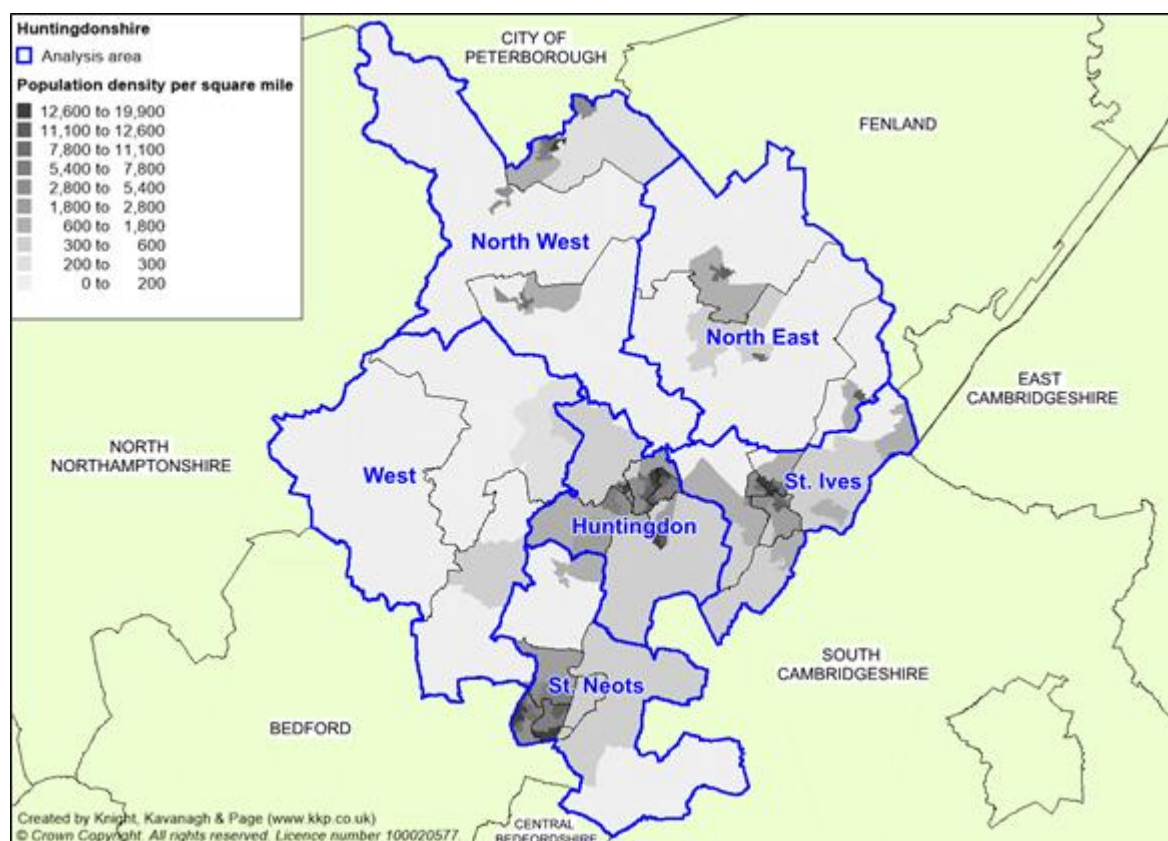 Huntingdonshire
Analysis area
Population density per square mile
12,600 to 19,900
11,100 to 12,600
7,800 to 11,100
5,400 to 7,800
2,800 to 5,400
1,800 to 2,800
600 to 1,800
300 to 600
200 to 300
0 to 200
CITY OF
PETERBOROUGH
FENLAND
North West
North East
EAST
CAMBRIDGESHIRE
NORTH
NORTHAMPTONSHIRE
West
St. Ives
Huntingdon
SOUTH
CAMBRIDGESHIRE
St. Neots
BEDFORD
Created by Knight, Kavanagh & Page (www.kkp.co.uk)
© Crown Copyright. All rights reserved. Licence number 100020577.
CENTRAL
BEDFORDSHIRE